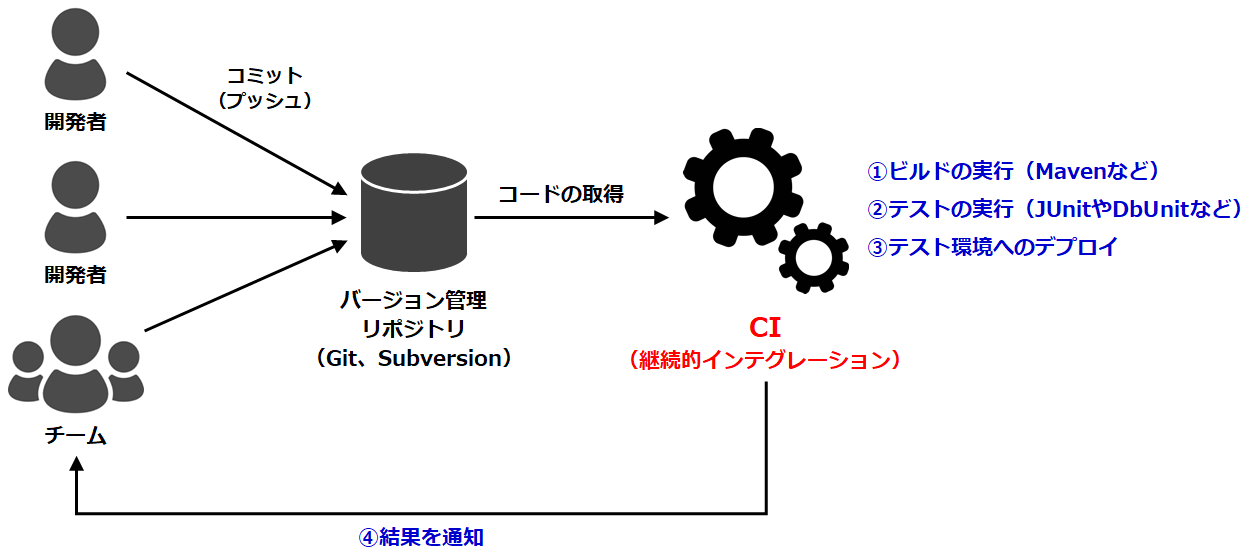 コミット
（プッシュ）
開発者
開発者
チーム
バージョン管理
リポジトリ
（Git、Subversion）
コードの取得
CI
（継続的インテグレーション）
①ビルドの実行（Mavenなど）
②テストの実行（JUnitやDbUnitなど）
③テスト環境へのデプロイ
④結果を通知